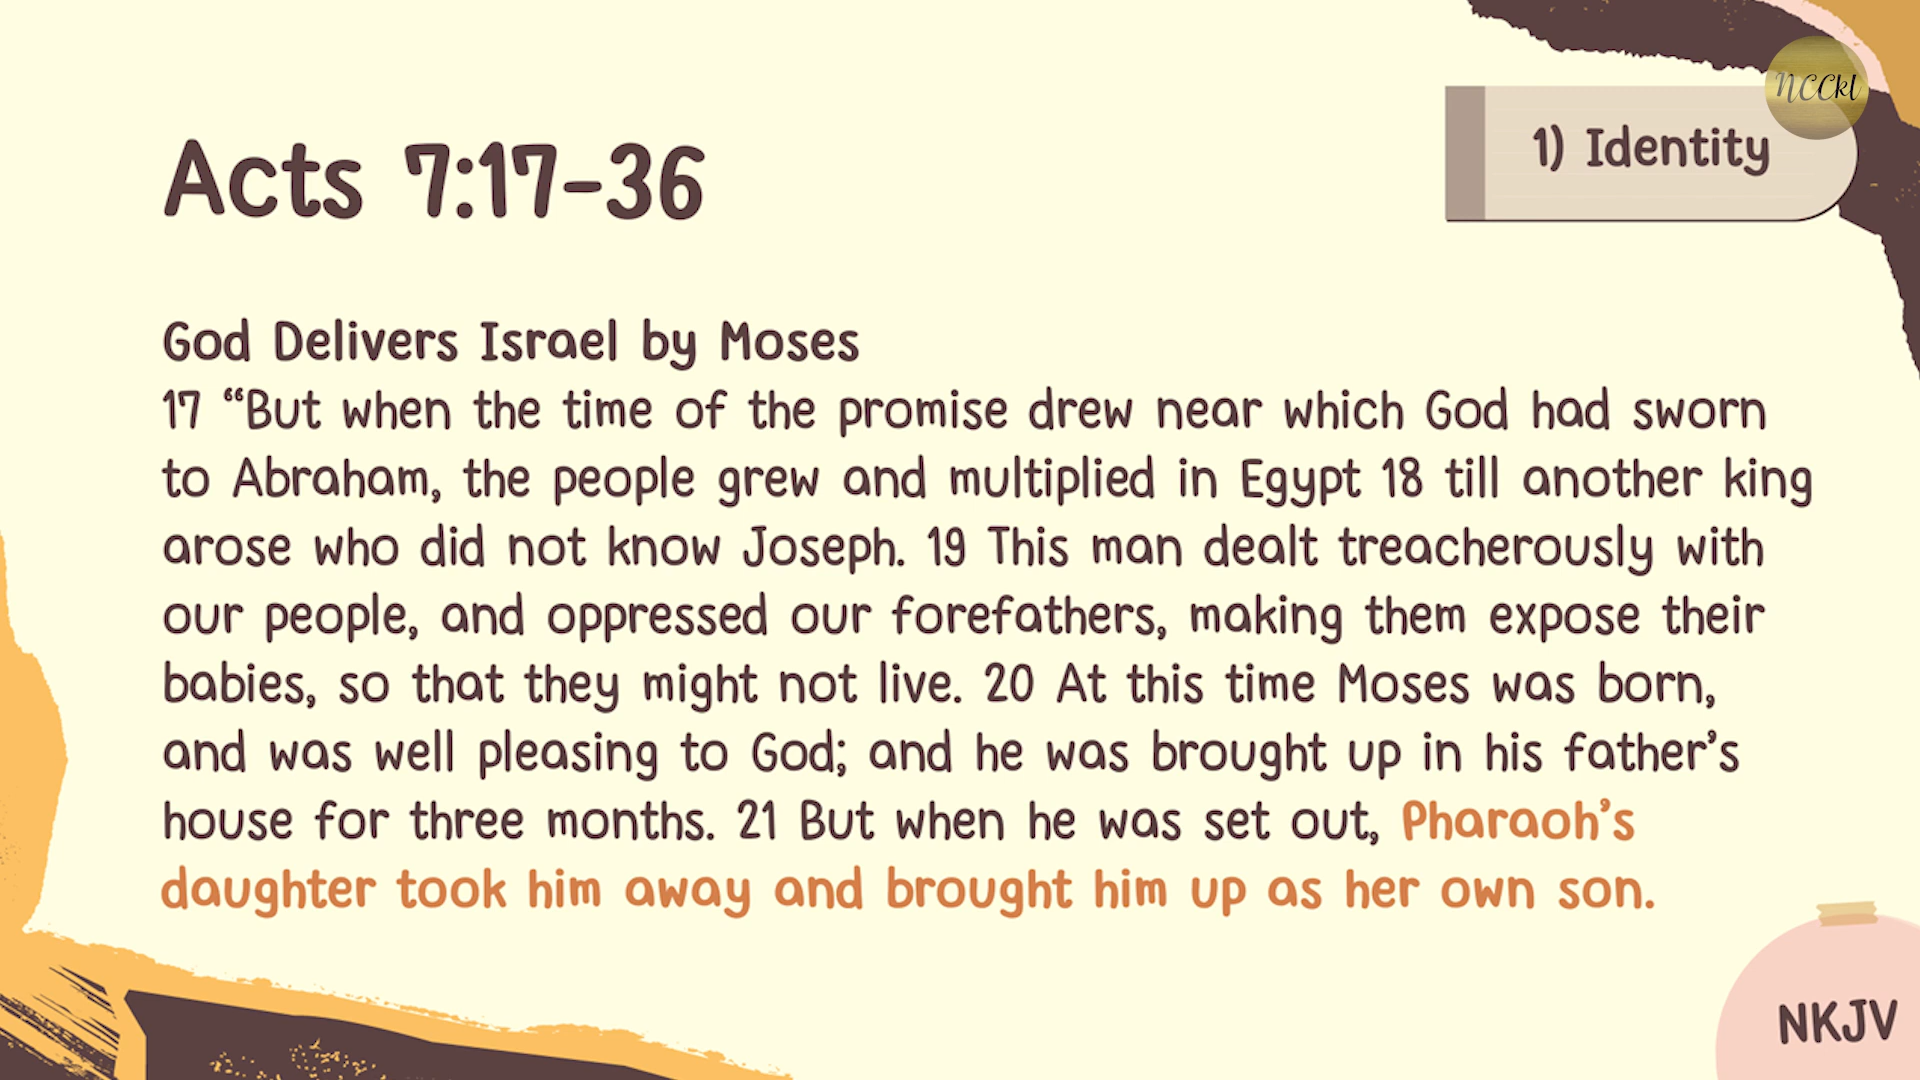 NCCkl
1) Identity
Acts 7:17-36
God Delivers Israel by Moses
17 “But when the time of the promise drew near which God had sworn
to Abraham, the people grew and multiplied in Egypt 18 till another king
arose who did not know Joseph. 19 This man dealt treacherously with
our people, and oppressed our forefathers, making them expose their
babies, so that they might not live. 20 At this time Moses was born,
and was well pleasing to God; and he was brought up in his father’s
house for three months. 21 But when he was set out, Pharaoh’s
daughter took him away and brought him up as her own son.
NKJV